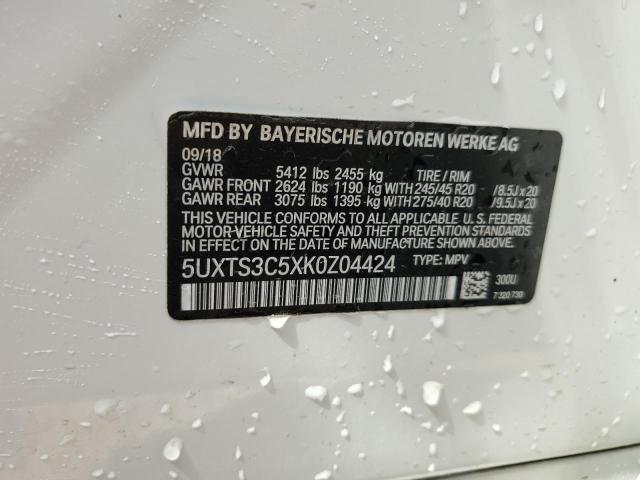 MFD BY BAYERISCHE MOTOREN WERKE AG
09/18
GVWR 5412 lbs 2455 kg TIRE / RIM
GAWR FRONT 2624 lbs 1190 kg WITH 245/45 R20 /8.5J x 20
GAWR REAR 3075 lbs 1395 kg WITH 275/40 R20 /9.5J x 20
THIS VEHICLE CONFORMS TO ALL APPLICABLE U. S. FEDERAL
MOTOR VEHICLE SAFETY AND THEFT PREVENTION STANDARDS
IN EFFECT ON THE DATE OF MANUFACTURE SHOWN ABOVE.
5UXTS3C5XK0Z04424 TYPE: MPV
300U
7 320 730